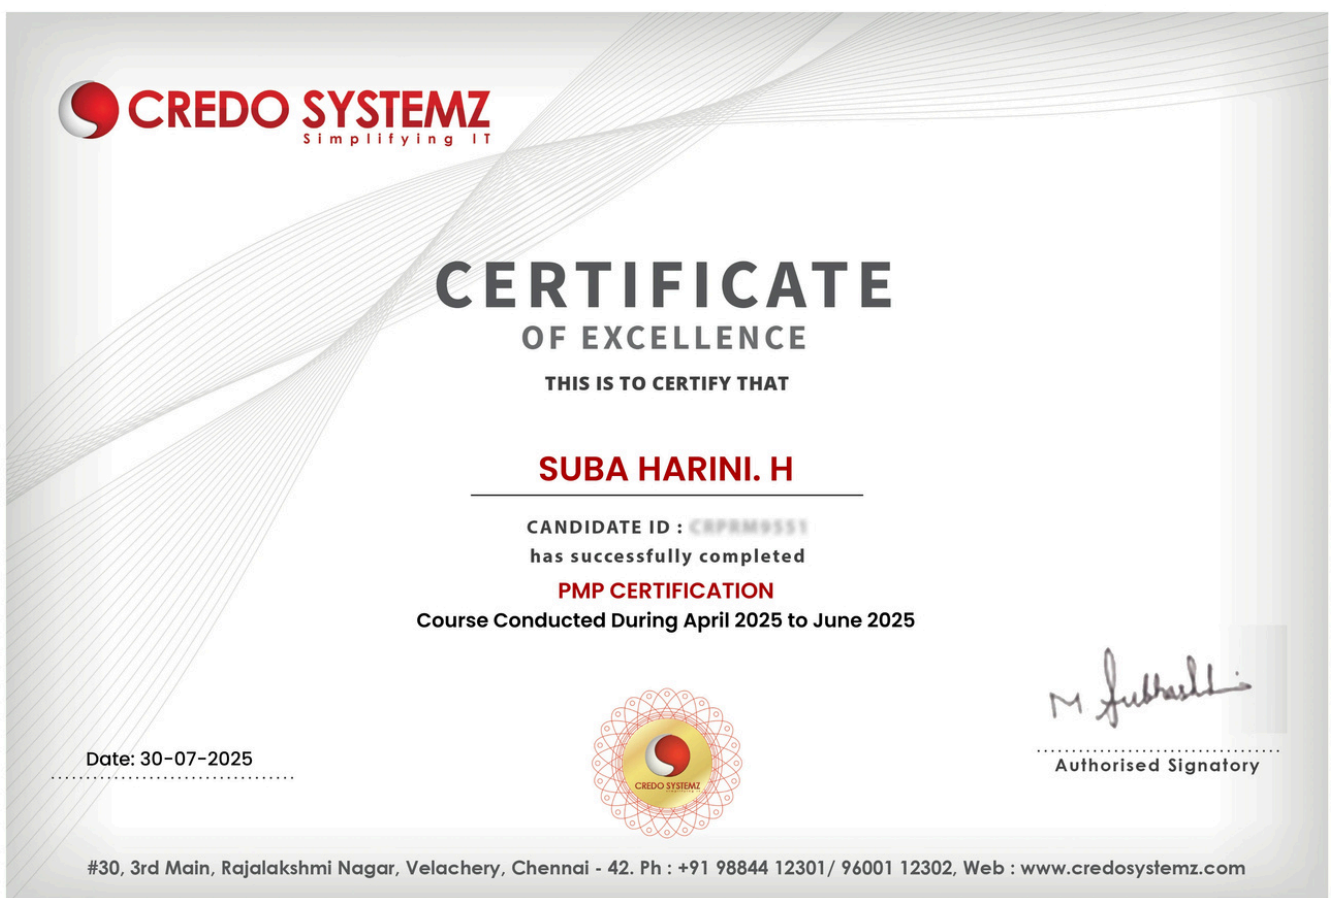 CREDO SYSTEMZ
Simplifying IT
CERTIFICATE
OF EXCELLENCE
THIS IS TO CERTIFY THAT
SUBA HARINI. H
CANDIDATE ID :
has successfully completed
PMP CERTIFICATION
Course Conducted During April 2025 to June 2025
Date: 30-07-2025
CREDO SYSTEMZ
Authorised Signatory
#30, 3rd Main, Rajalakshmi Nagar, Velachery, Chennai - 42. Ph : +91 98844 12301/ 96001 12302, Web : www.credosystemz.com